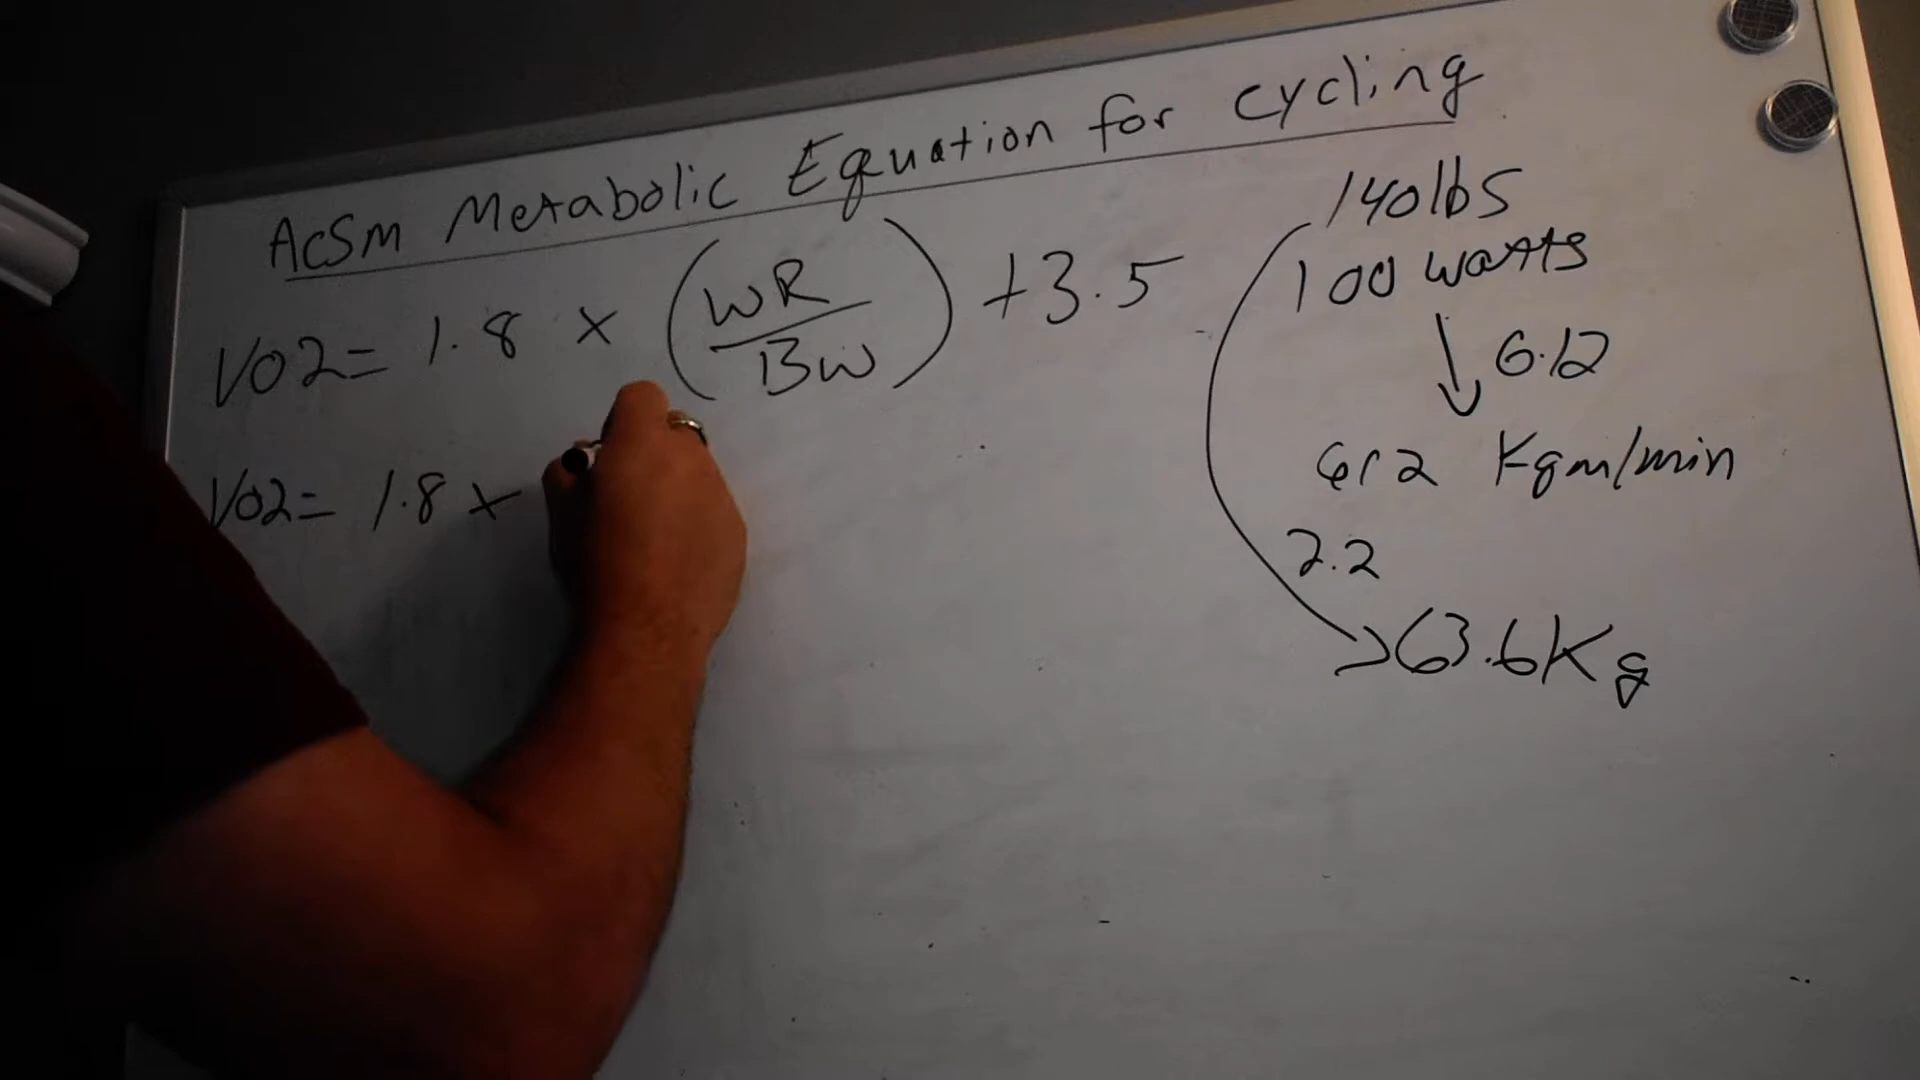 AcSm Metabolic Equation for cycling
VO2= 1.8 x (WR/BW) +3.5
VO2= 1.8 x
140lbs
100 watts
6.12
612 Kgm/min
2.2
63.6Kg